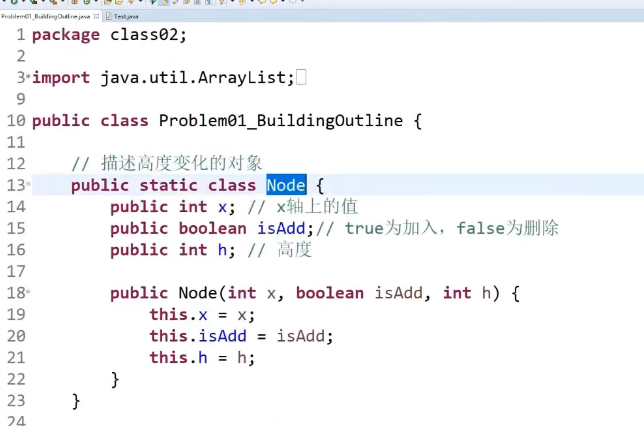 Problem01_BuildingOutline.java Test.java
1 package class02;
2
3 import java.util.ArrayList;
9
10 public class Problem01_BuildingOutline {
11
12 // 描述高度变化的对象
13 public static class Node {
14 public int x; // x轴上的值
15 public boolean isAdd;// true为加入，false为删除
16 public int h; // 高度
17
18 public Node(int x, boolean isAdd, int h) {
19 this.x = x;
20 this.isAdd = isAdd;
21 this.h = h;
22 }
23 }
24